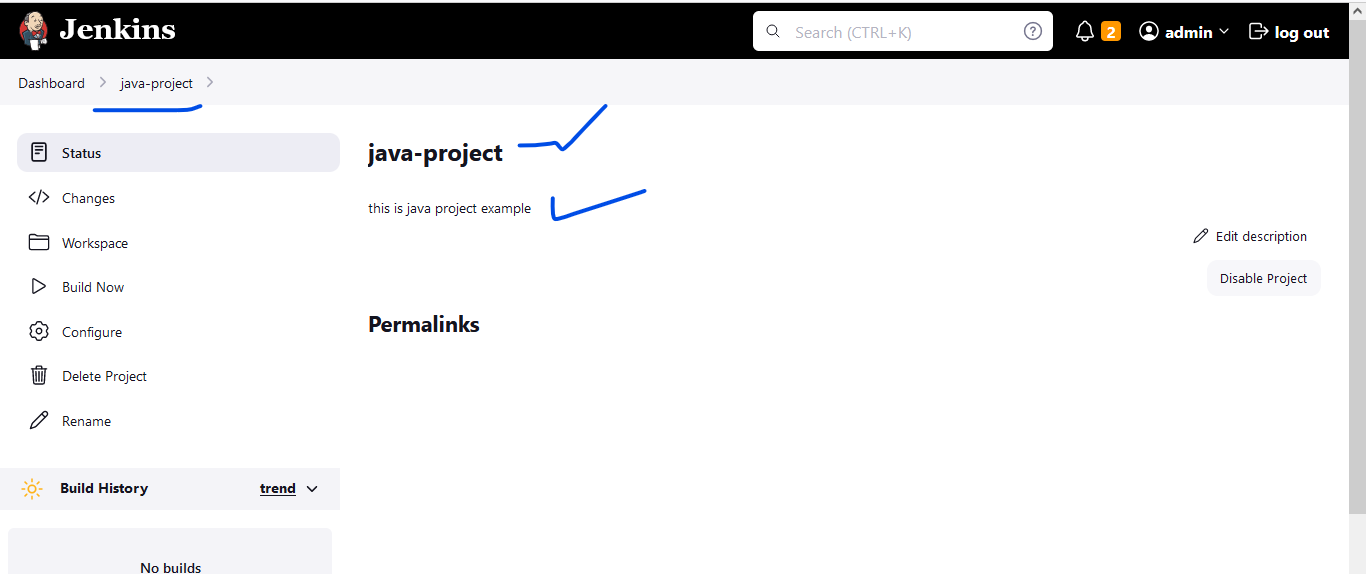 Jenkins Search (CTRL+K) 2 admin log out
Dashboard java-project
Status
Changes
Workspace
Build Now
Configure
Delete Project
Rename
Build History trend
No builds
java-project
this is java project example
Edit description
Disable Project
Permalinks